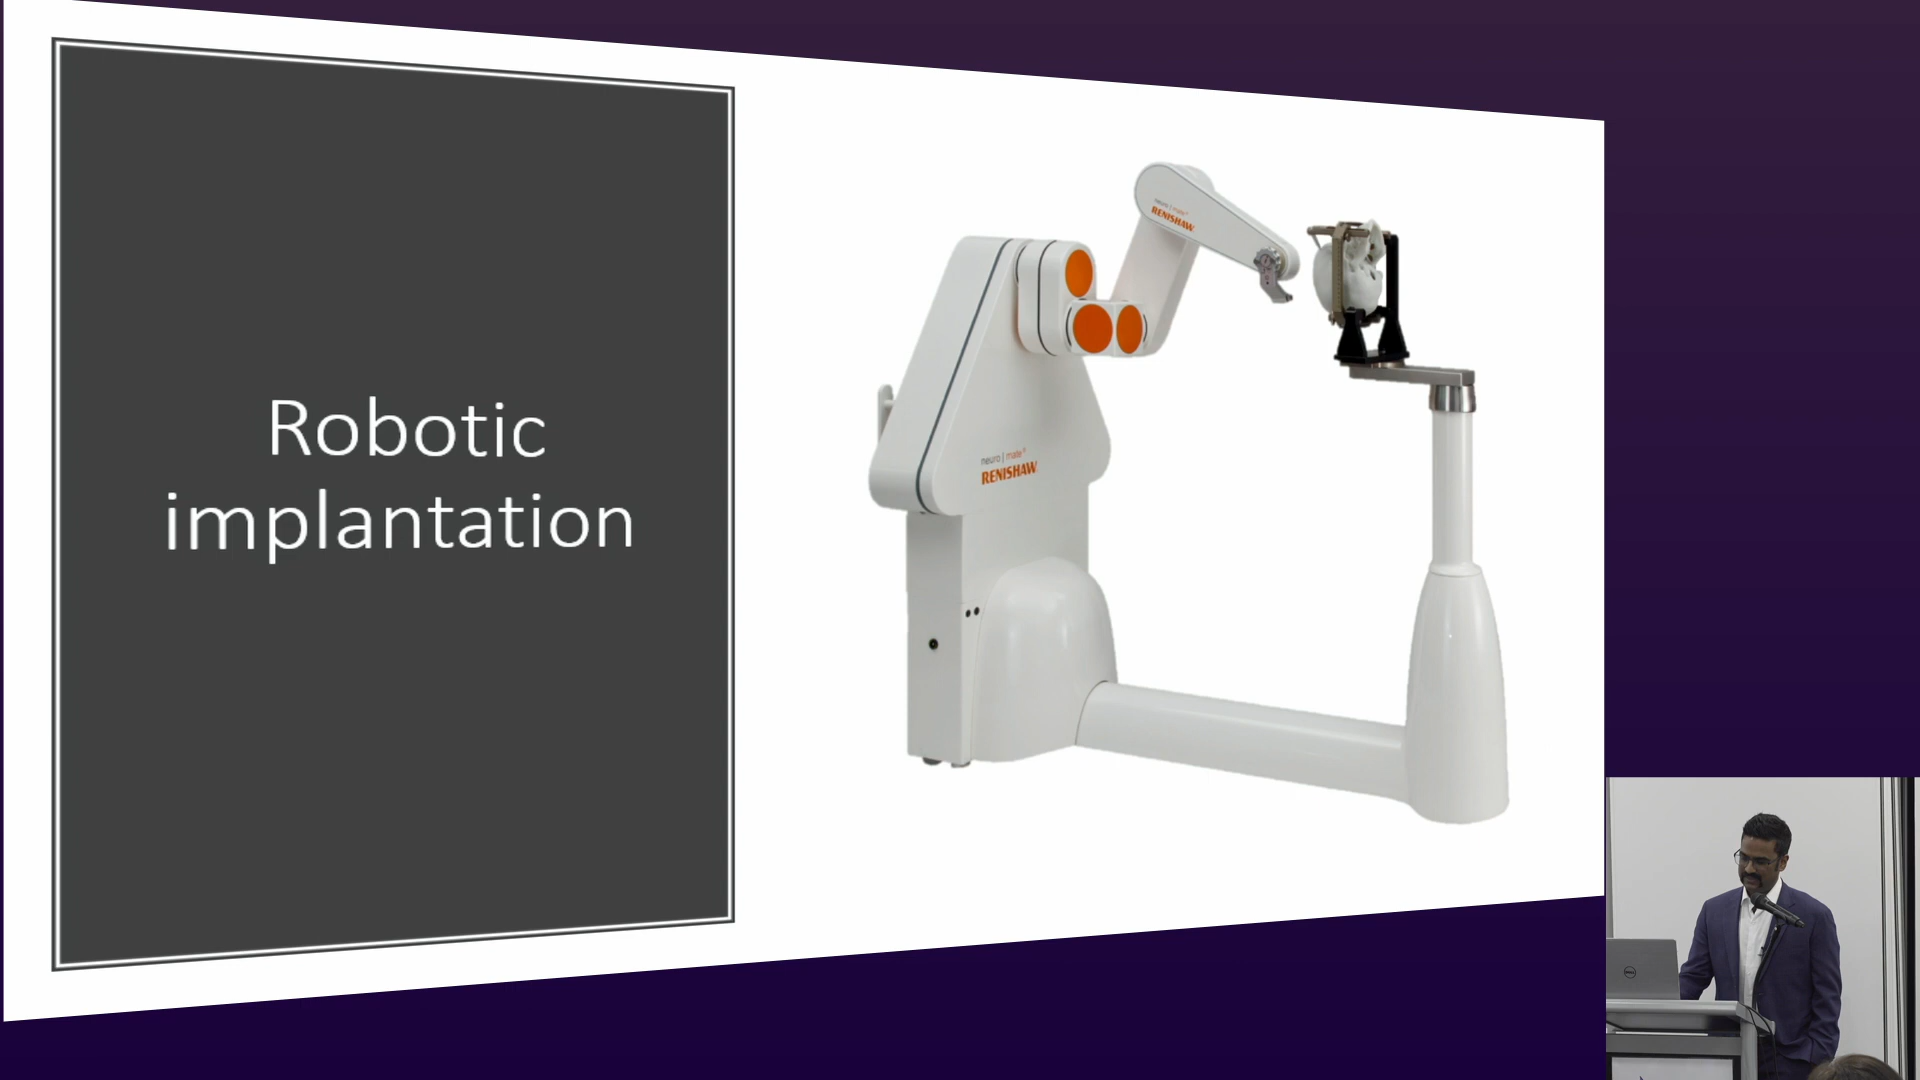 Robotic
implantation
neuro | mate®
RENISHAW
neuro | mate®
RENISHAW